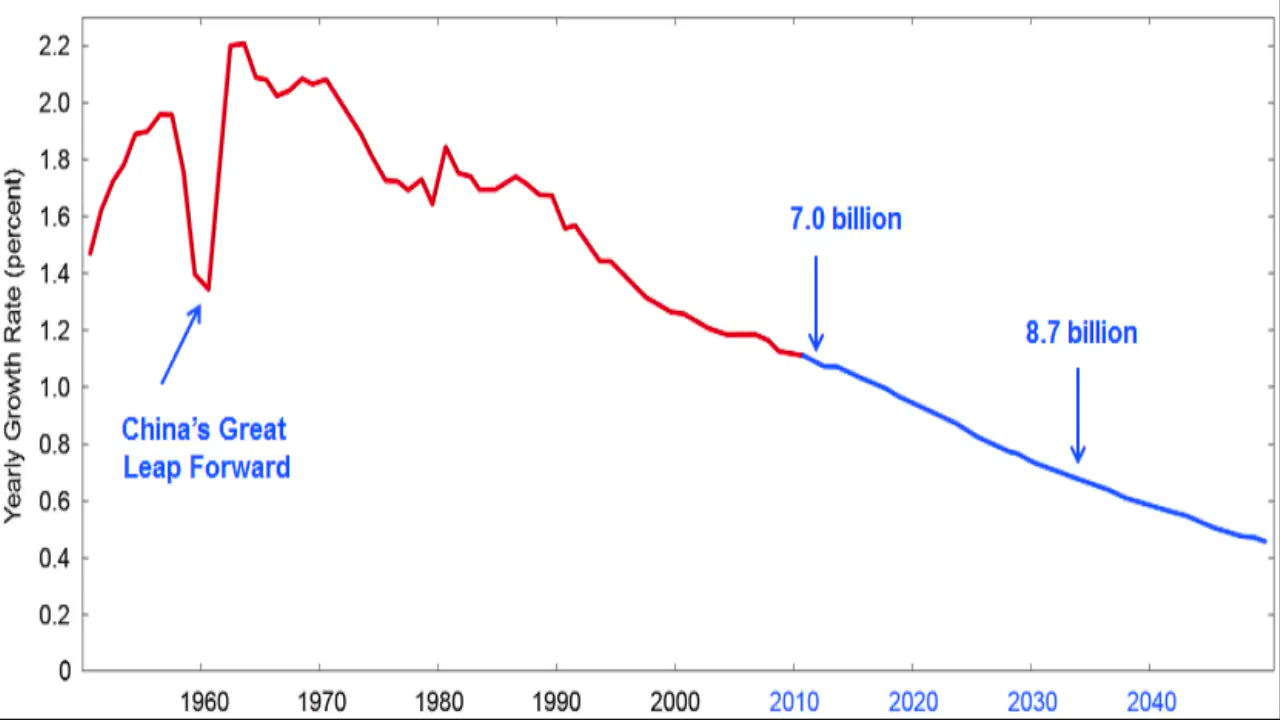 Yearly Growth Rate (percent)
2.2
2.0
1.8
1.6
1.4
1.2
1.0
0.8
0.6
0.4
0.2
0
7.0 billion
8.7 billion
China’s Great
Leap Forward
1960 1970 1980 1990 2000 2010 2020 2030 2040